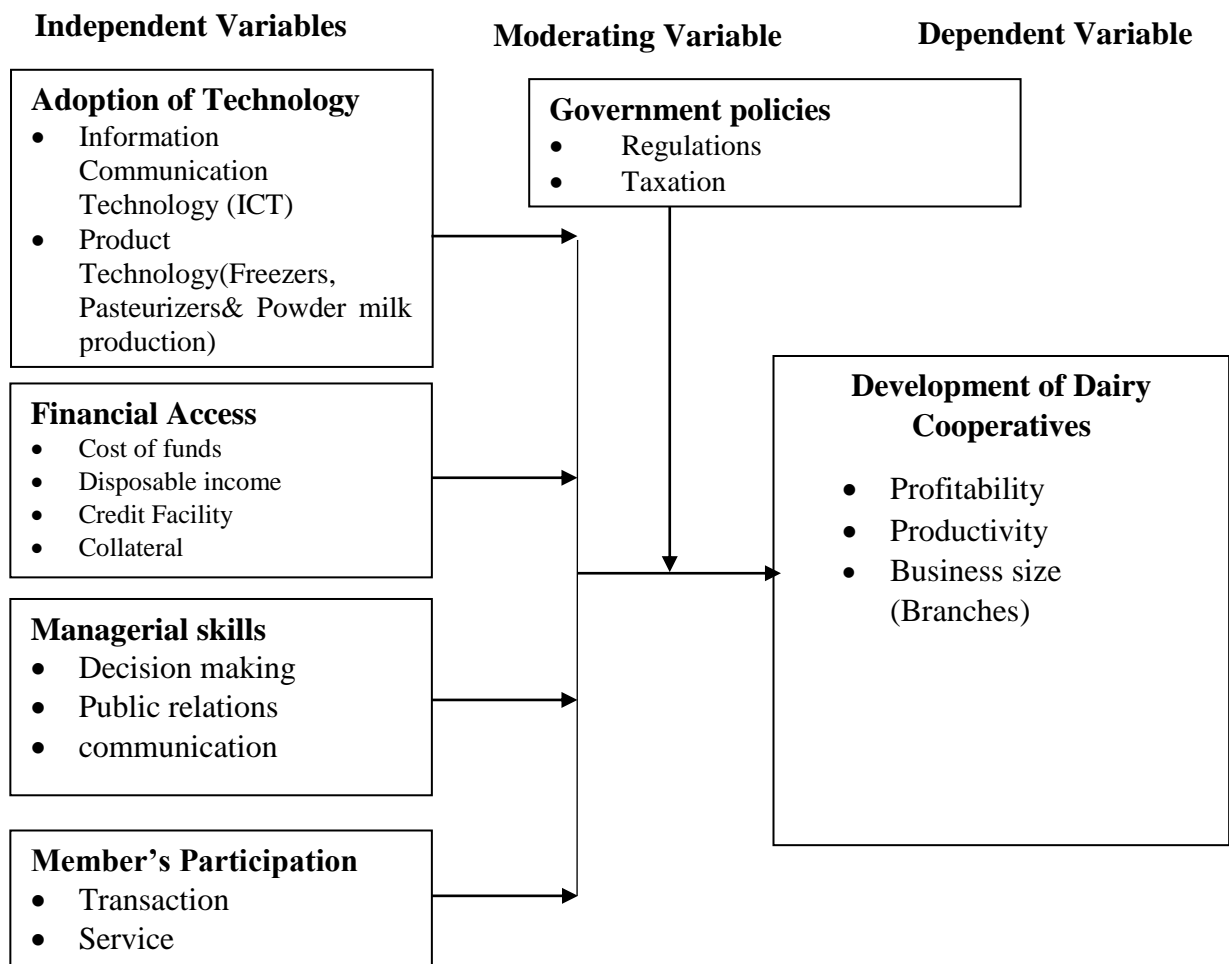 Independent Variables
Moderating Variable
Dependent Variable
Adoption of Technology
• Information
Communication
Technology (ICT)
• Product
Technology(Freezers,
Pasteurizers& Powder milk
production)
Government policies
• Regulations
• Taxation
Financial Access
• Cost of funds
• Disposable income
• Credit Facility
• Collateral
Managerial skills
• Decision making
• Public relations
• communication
Member’s Participation
• Transaction
• Service
Development of Dairy
Cooperatives
• Profitability
• Productivity
• Business size
(Branches)